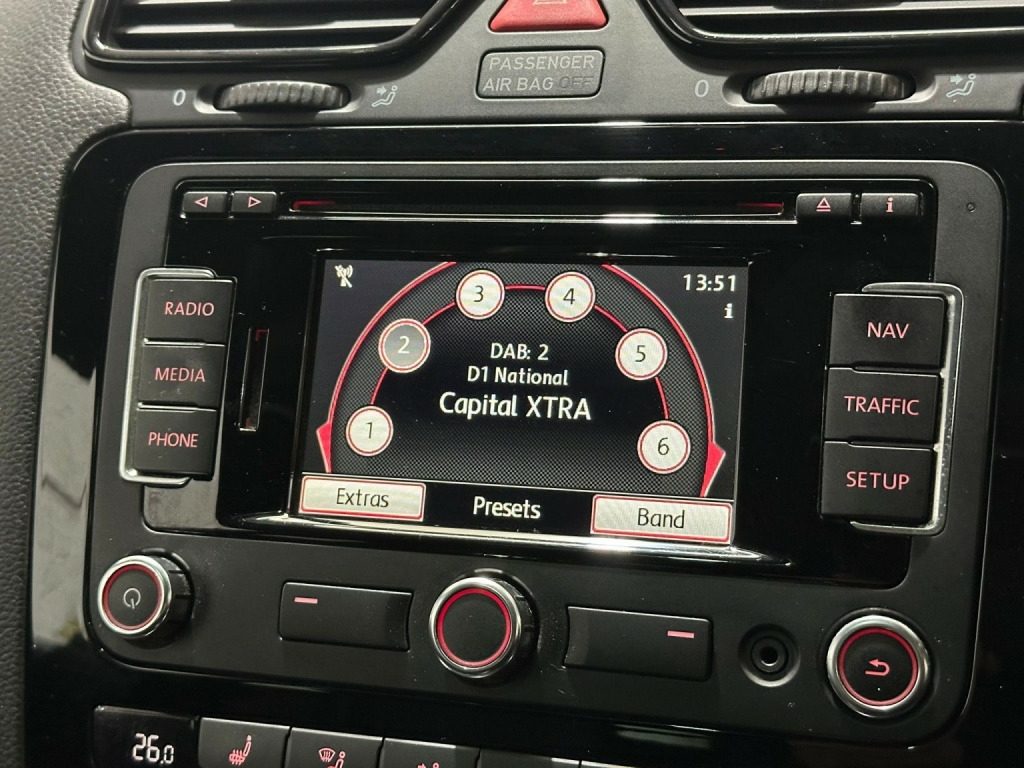 PASSENGER
AIR BAG OFF
0
0
i
RADIO
MEDIA
PHONE
13:51
i
3
4
2
5
1
6
DAB: 2
D1 National
Capital XTRA
Extras
Presets
Band
NAV
TRAFFIC
SETUP
26.0